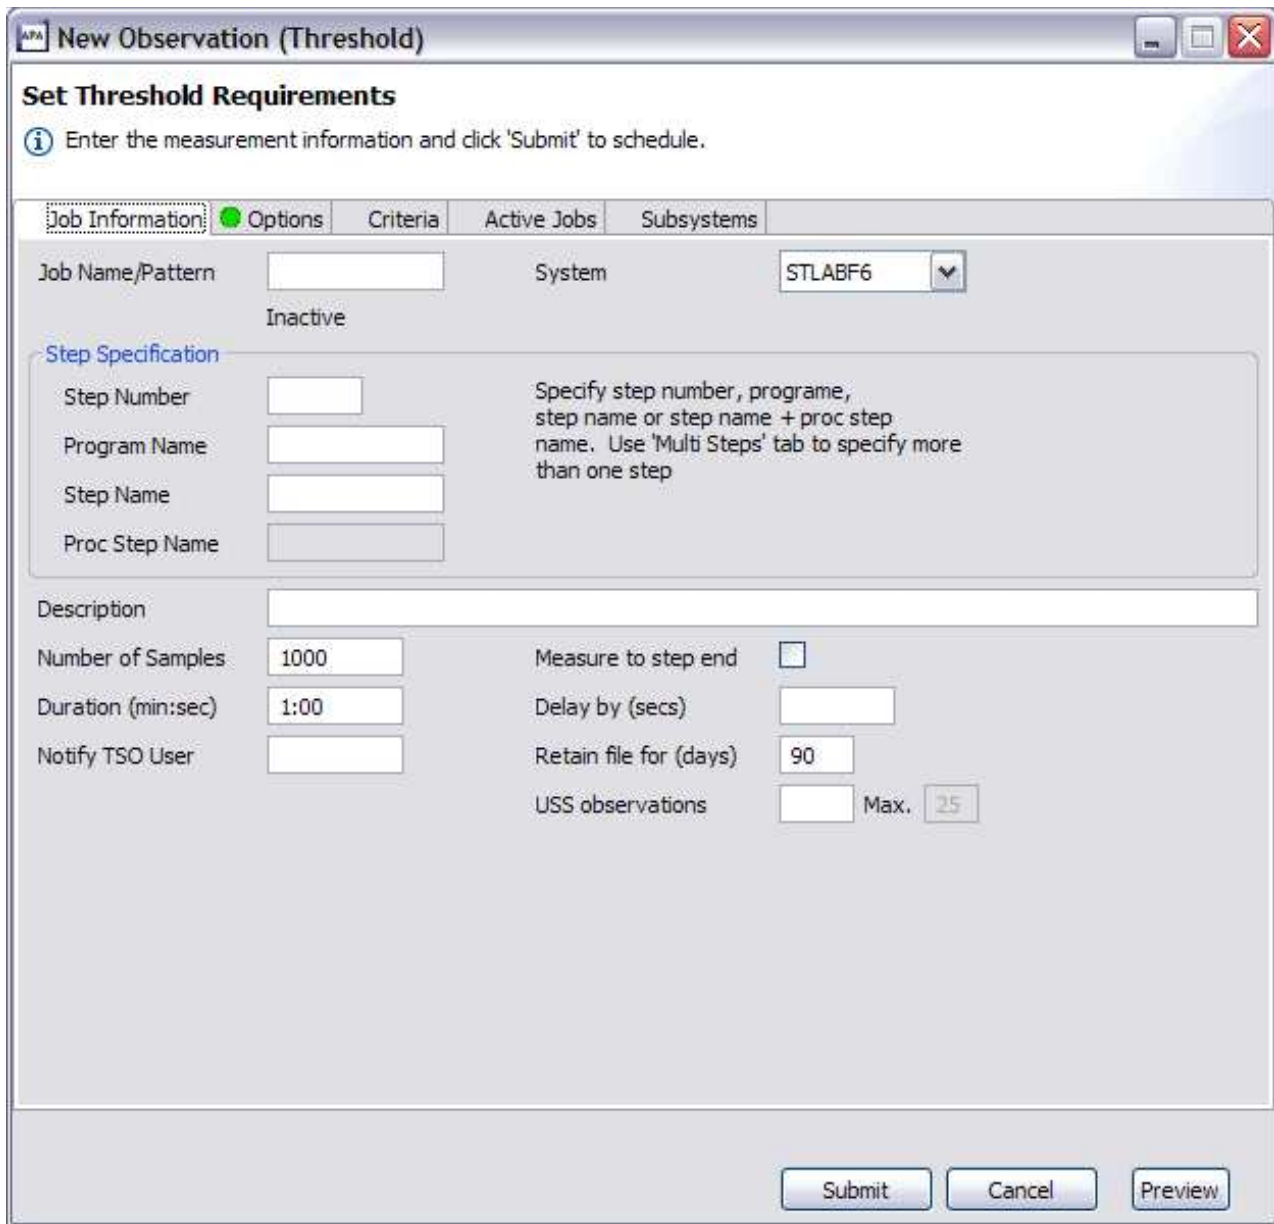 APA New Observation (Threshold)
Set Threshold Requirements
Enter the measurement information and click 'Submit' to schedule.
Job Information Options Criteria Active Jobs Subsystems
Job Name/Pattern System STLABF6
Inactive
Step Specification
Step Number
Program Name
Step Name
Proc Step Name
Specify step number, programe,
step name or step name + proc step
name. Use 'Multi Steps' tab to specify more
than one step
Description
Number of Samples 1000 Measure to step end
Duration (min:sec) 1:00 Delay by (secs)
Notify TSO User Retain file for (days) 90
USS observations Max. 25
Submit Cancel Preview